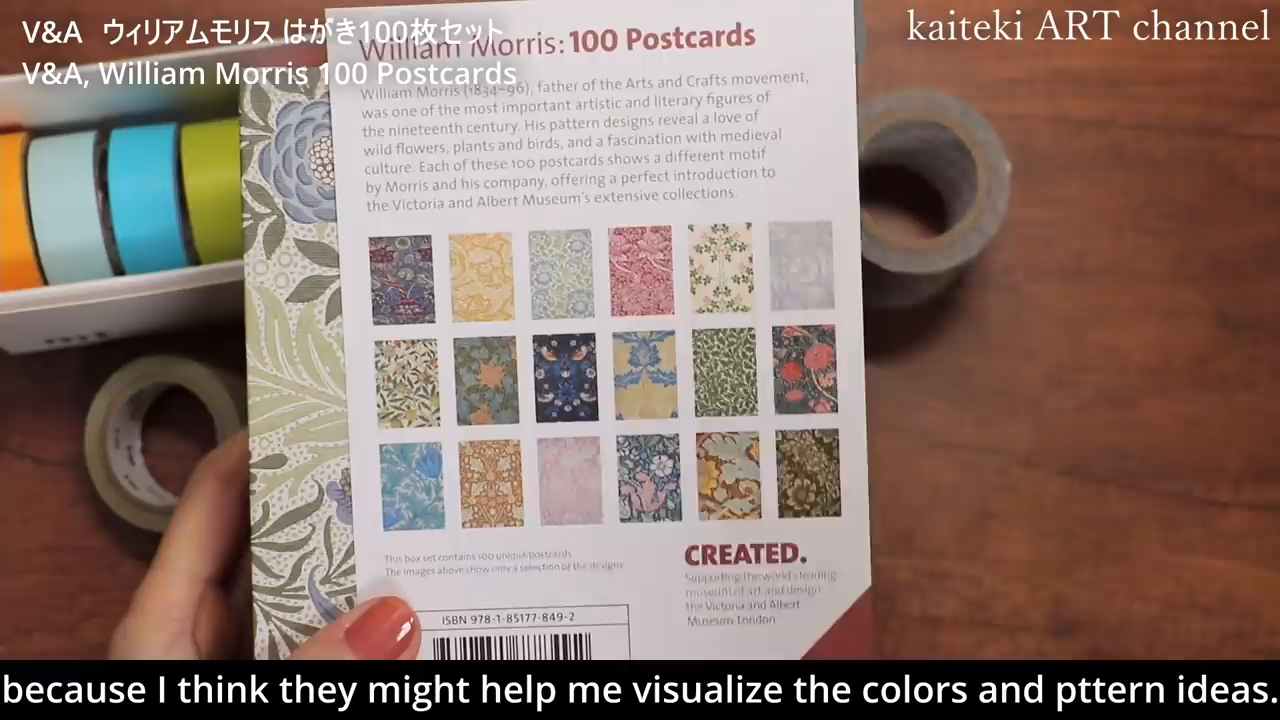 V&A ウィリアムモリス はがき100枚セット
V&A, William Morris 100 Postcards
kaiteki ART channel
William Morris: 100 Postcards
William Morris (1834–96), father of the Arts and Crafts movement,
was one of the most important artistic and literary figures of
the nineteenth century. His pattern designs reveal a love of
wild flowers, plants and birds, and a fascination with medieval
culture. Each of these 100 postcards shows a different motif
by Morris and his company, offering a perfect introduction to
the Victoria and Albert Museum's extensive collections.
This box set contains 100 unique postcards.
The images above show only a selection of the designs.
CREATED.
Supporting the world's leading
museum of art and design,
the Victoria and Albert
Museum, London
ISBN 978-1-85177-849-2
because I think they might help me visualize the colors and pttern ideas.